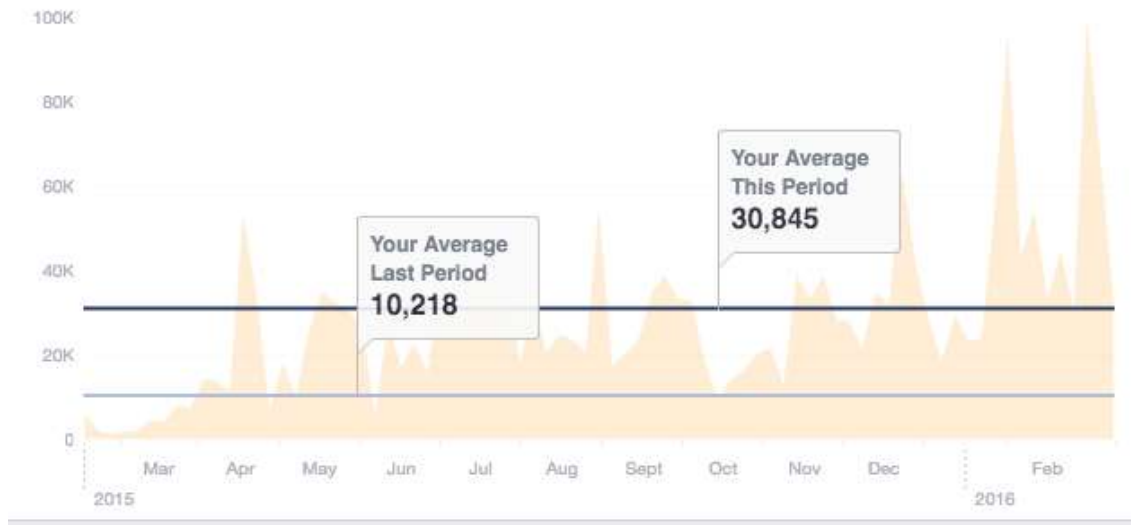 100K
80K
60K
40K
20K
0
Your Average
This Period
30,845
Your Average
Last Period
10,218
Mar Apr May Jun Jul Aug Sept Oct Nov Dec Feb
2015 2016